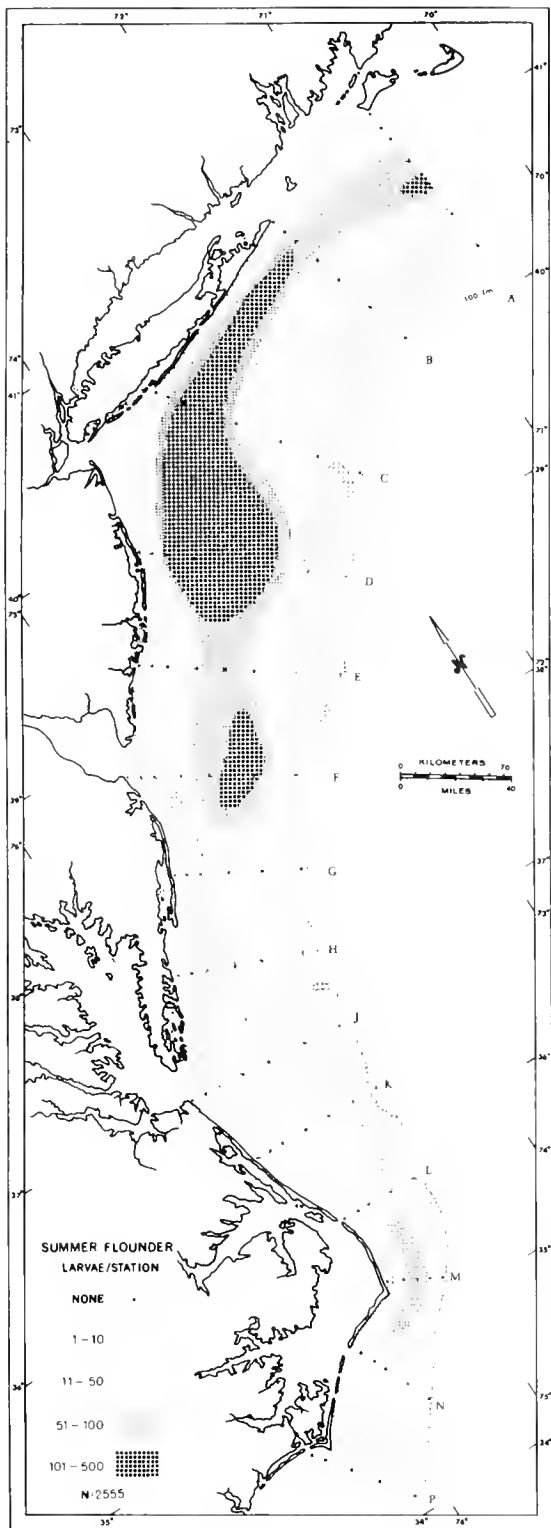 72°
71°
70°
41°
73°
70°
40°
100 fm
A
B
74°
41°
71°
39°
C
D
40°
75°
72°
38°
E
KILOMETERS
0 70
0 40
MILES
F
39°
76°
37°
G
73°
H
38°
J
36°
K
74°
L
37°
35°
M
SUMMER FLOUNDER
LARVAE/STATION
NONE
1-10
11-50
51-100
101-500
N=2555
36°
75°
N
34°
P
35°
34° 76°